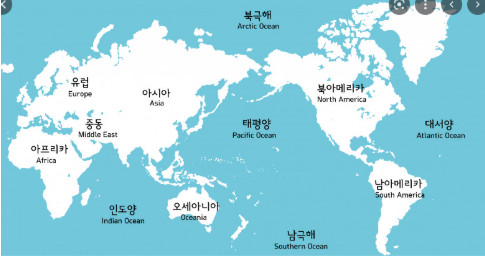 북극해
Arctic Ocean
유럽
Europe
아시아
Asia
북아메리카
North America
중동
Middle East
태평양
Pacific Ocean
대서양
Atlantic Ocean
아프리카
Africa
남아메리카
South America
인도양
Indian Ocean
오세아니아
Oceania
남극해
Southern Ocean